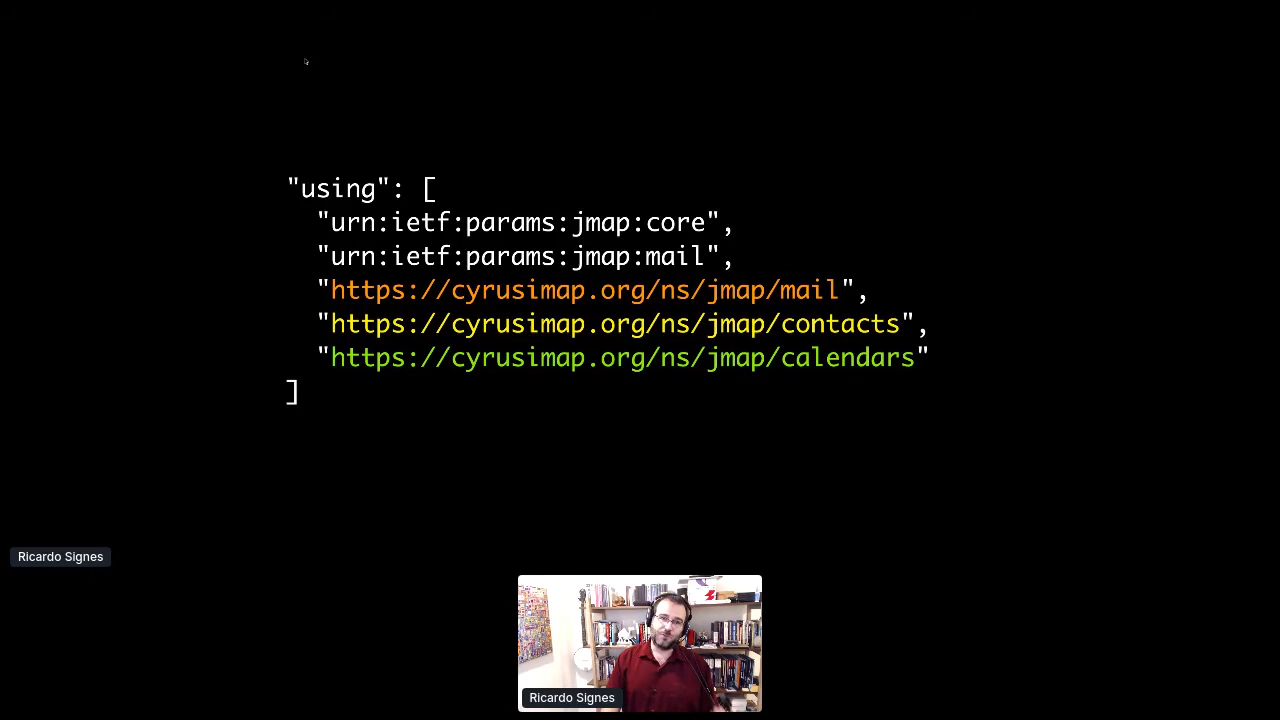 "using": [
"urn:ietf:params:jmap:core",
"urn:ietf:params:jmap:mail",
"https://cyrusimap.org/ns/jmap/mail",
"https://cyrusimap.org/ns/jmap/contacts",
"https://cyrusimap.org/ns/jmap/calendars"
]
Ricardo Signes
Ricardo Signes